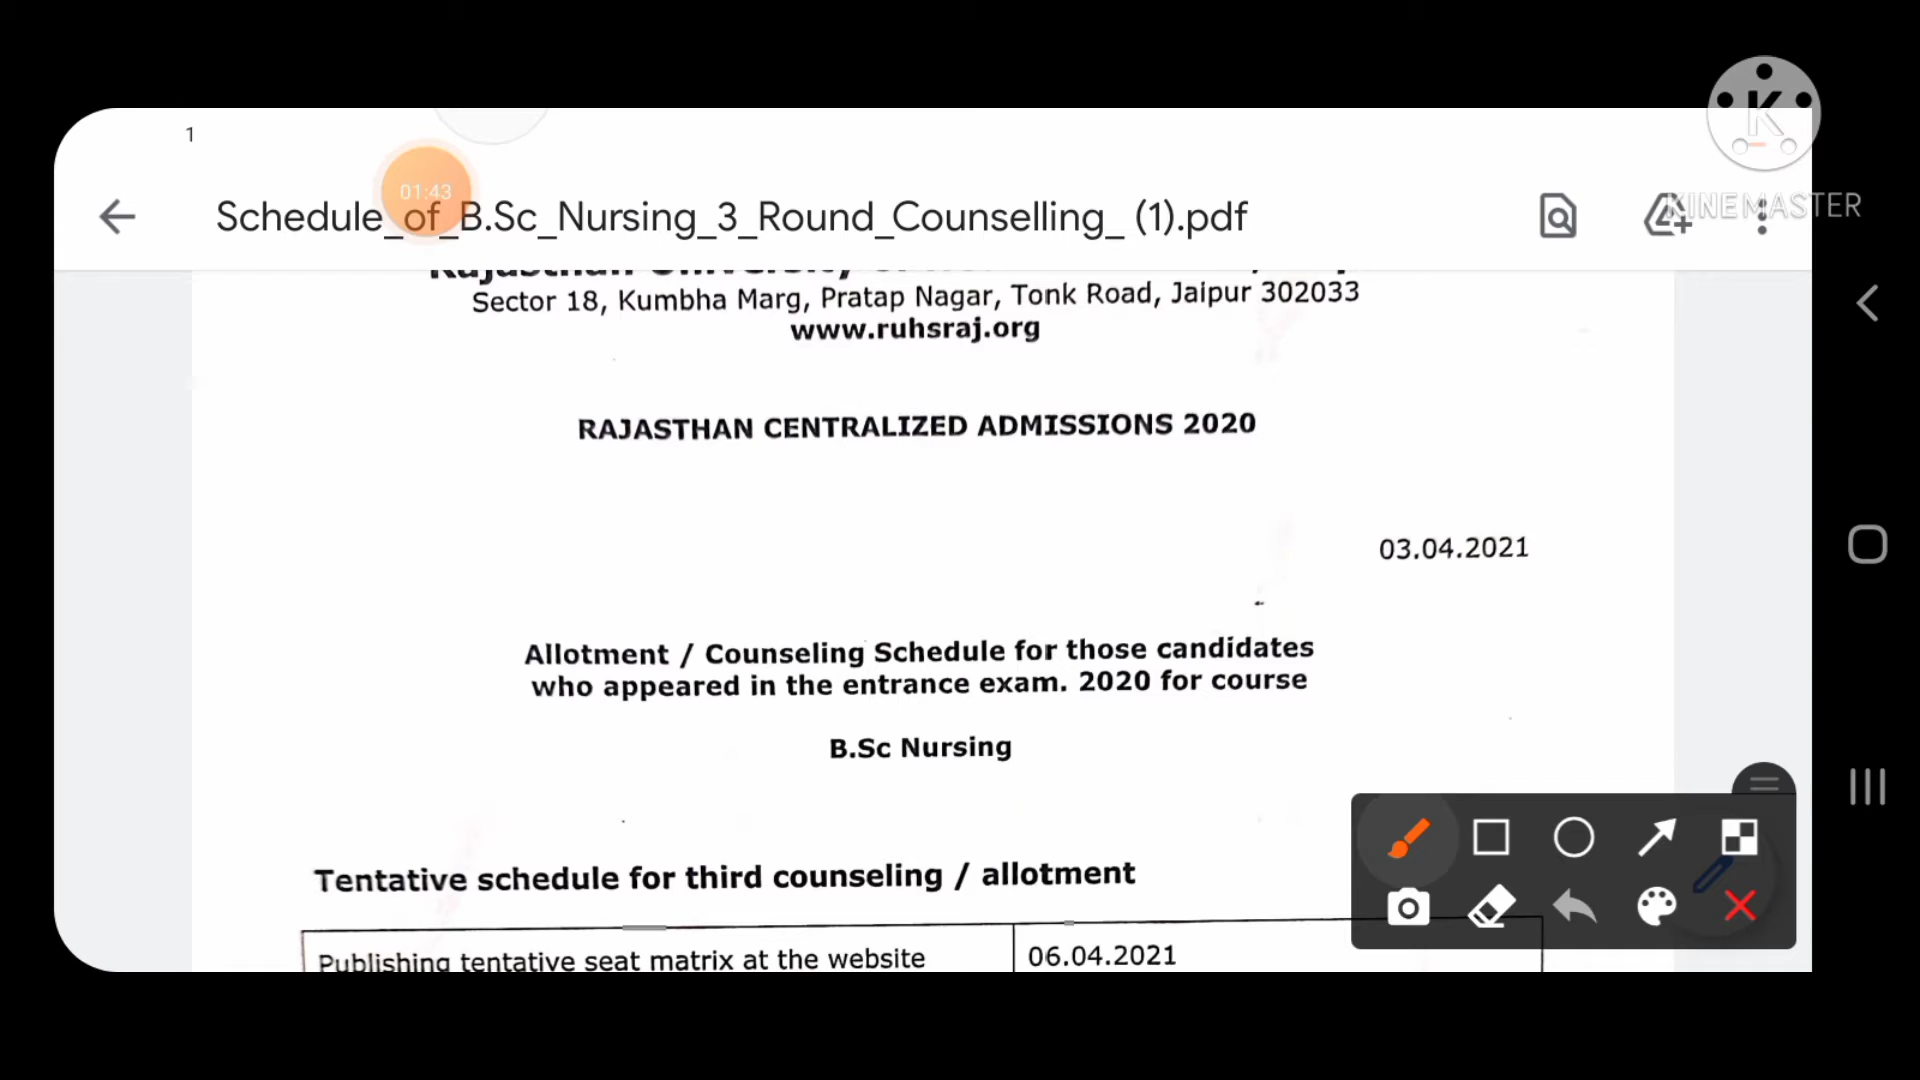 K
1
01:43
KINEMASTER
Schedule_of_B.Sc_Nursing_3_Round_Counselling_ (1).pdf
Rajasthan University
Sector 18, Kumbha Marg, Pratap Nagar, Tonk Road, Jaipur 302033
www.ruhsraj.org
RAJASTHAN CENTRALIZED ADMISSIONS 2020
03.04.2021
Allotment / Counseling Schedule for those candidates
who appeared in the entrance exam. 2020 for course
B.Sc Nursing
Tentative schedule for third counseling / allotment
Publishing tentative seat matrix at the website
06.04.2021